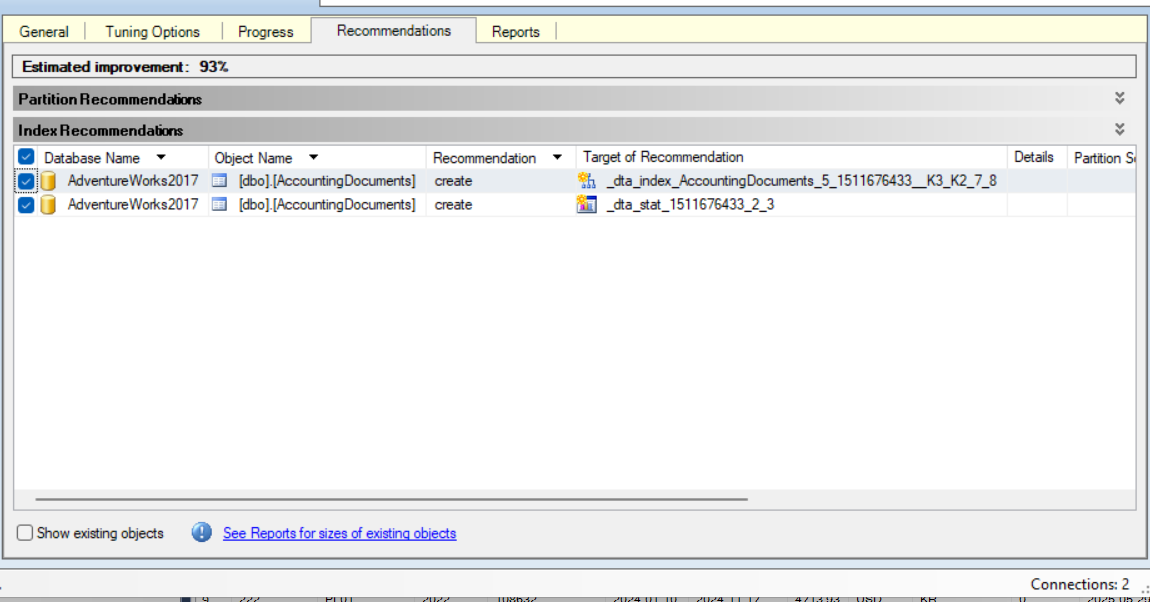 General Tuning Options Progress Recommendations Reports
Estimated improvement: 93%
Partition Recommendations
Index Recommendations
Database Name Object Name Recommendation Target of Recommendation Details Partition S
AdventureWorks2017 [dbo].[AccountingDocuments] create _dta_index_AccountingDocuments_5_1511676433__K3_K2_7_8
AdventureWorks2017 [dbo].[AccountingDocuments] create _dta_stat_1511676433_2_3
Show existing objects See Reports for sizes of existing objects
Connections: 2